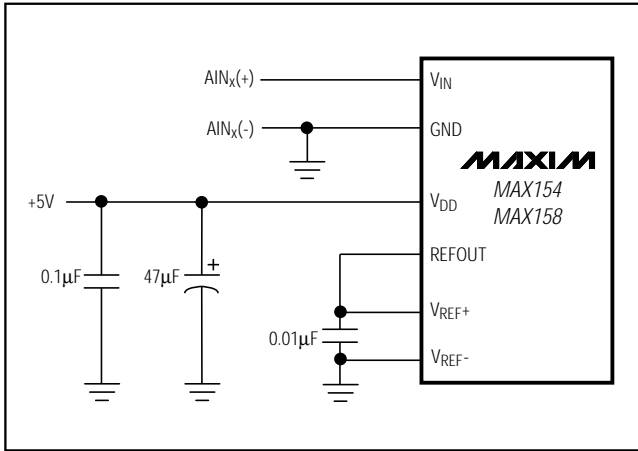 AINx(+)
VIN
AINx(-)
GND
MAXIM
MAX154
MAX158
+5V
VDD
REFOUT
0.1µF
47µF
+
VREF+
0.01µF
VREF-